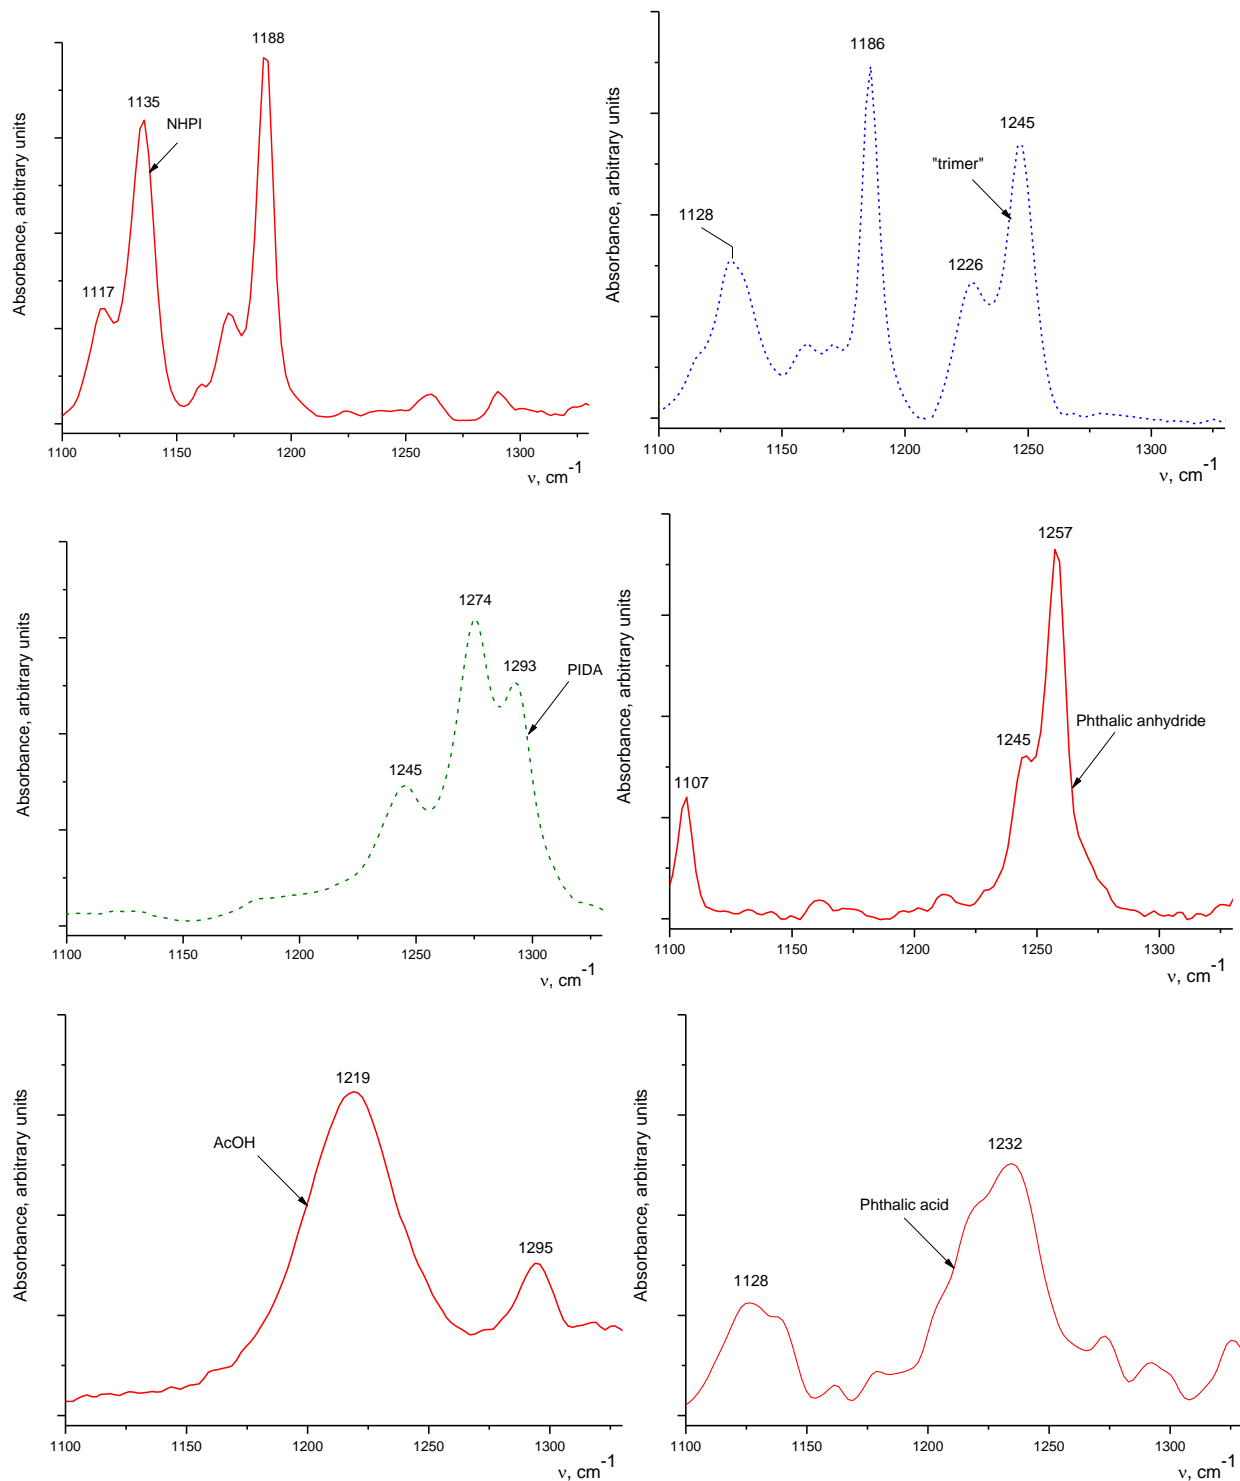 1188
1135
NHPI
1117
Absorbance, arbitrary units
1100 1150 1200 1250 1300
ν, cm-1
1186
1245
"trimer"
1128
1226
Absorbance, arbitrary units
1100 1150 1200 1250 1300
ν, cm-1
1274
1293
PIDA
1245
Absorbance, arbitrary units
1100 1150 1200 1250 1300
ν, cm-1
1257
Phthalic anhydride
1245
1107
Absorbance, arbitrary units
1100 1150 1200 1250 1300
ν, cm-1
1219
AcOH
1295
Absorbance, arbitrary units
1100 1150 1200 1250 1300
ν, cm-1
1232
Phthalic acid
1128
Absorbance, arbitrary units
1100 1150 1200 1250 1300
ν, cm-1